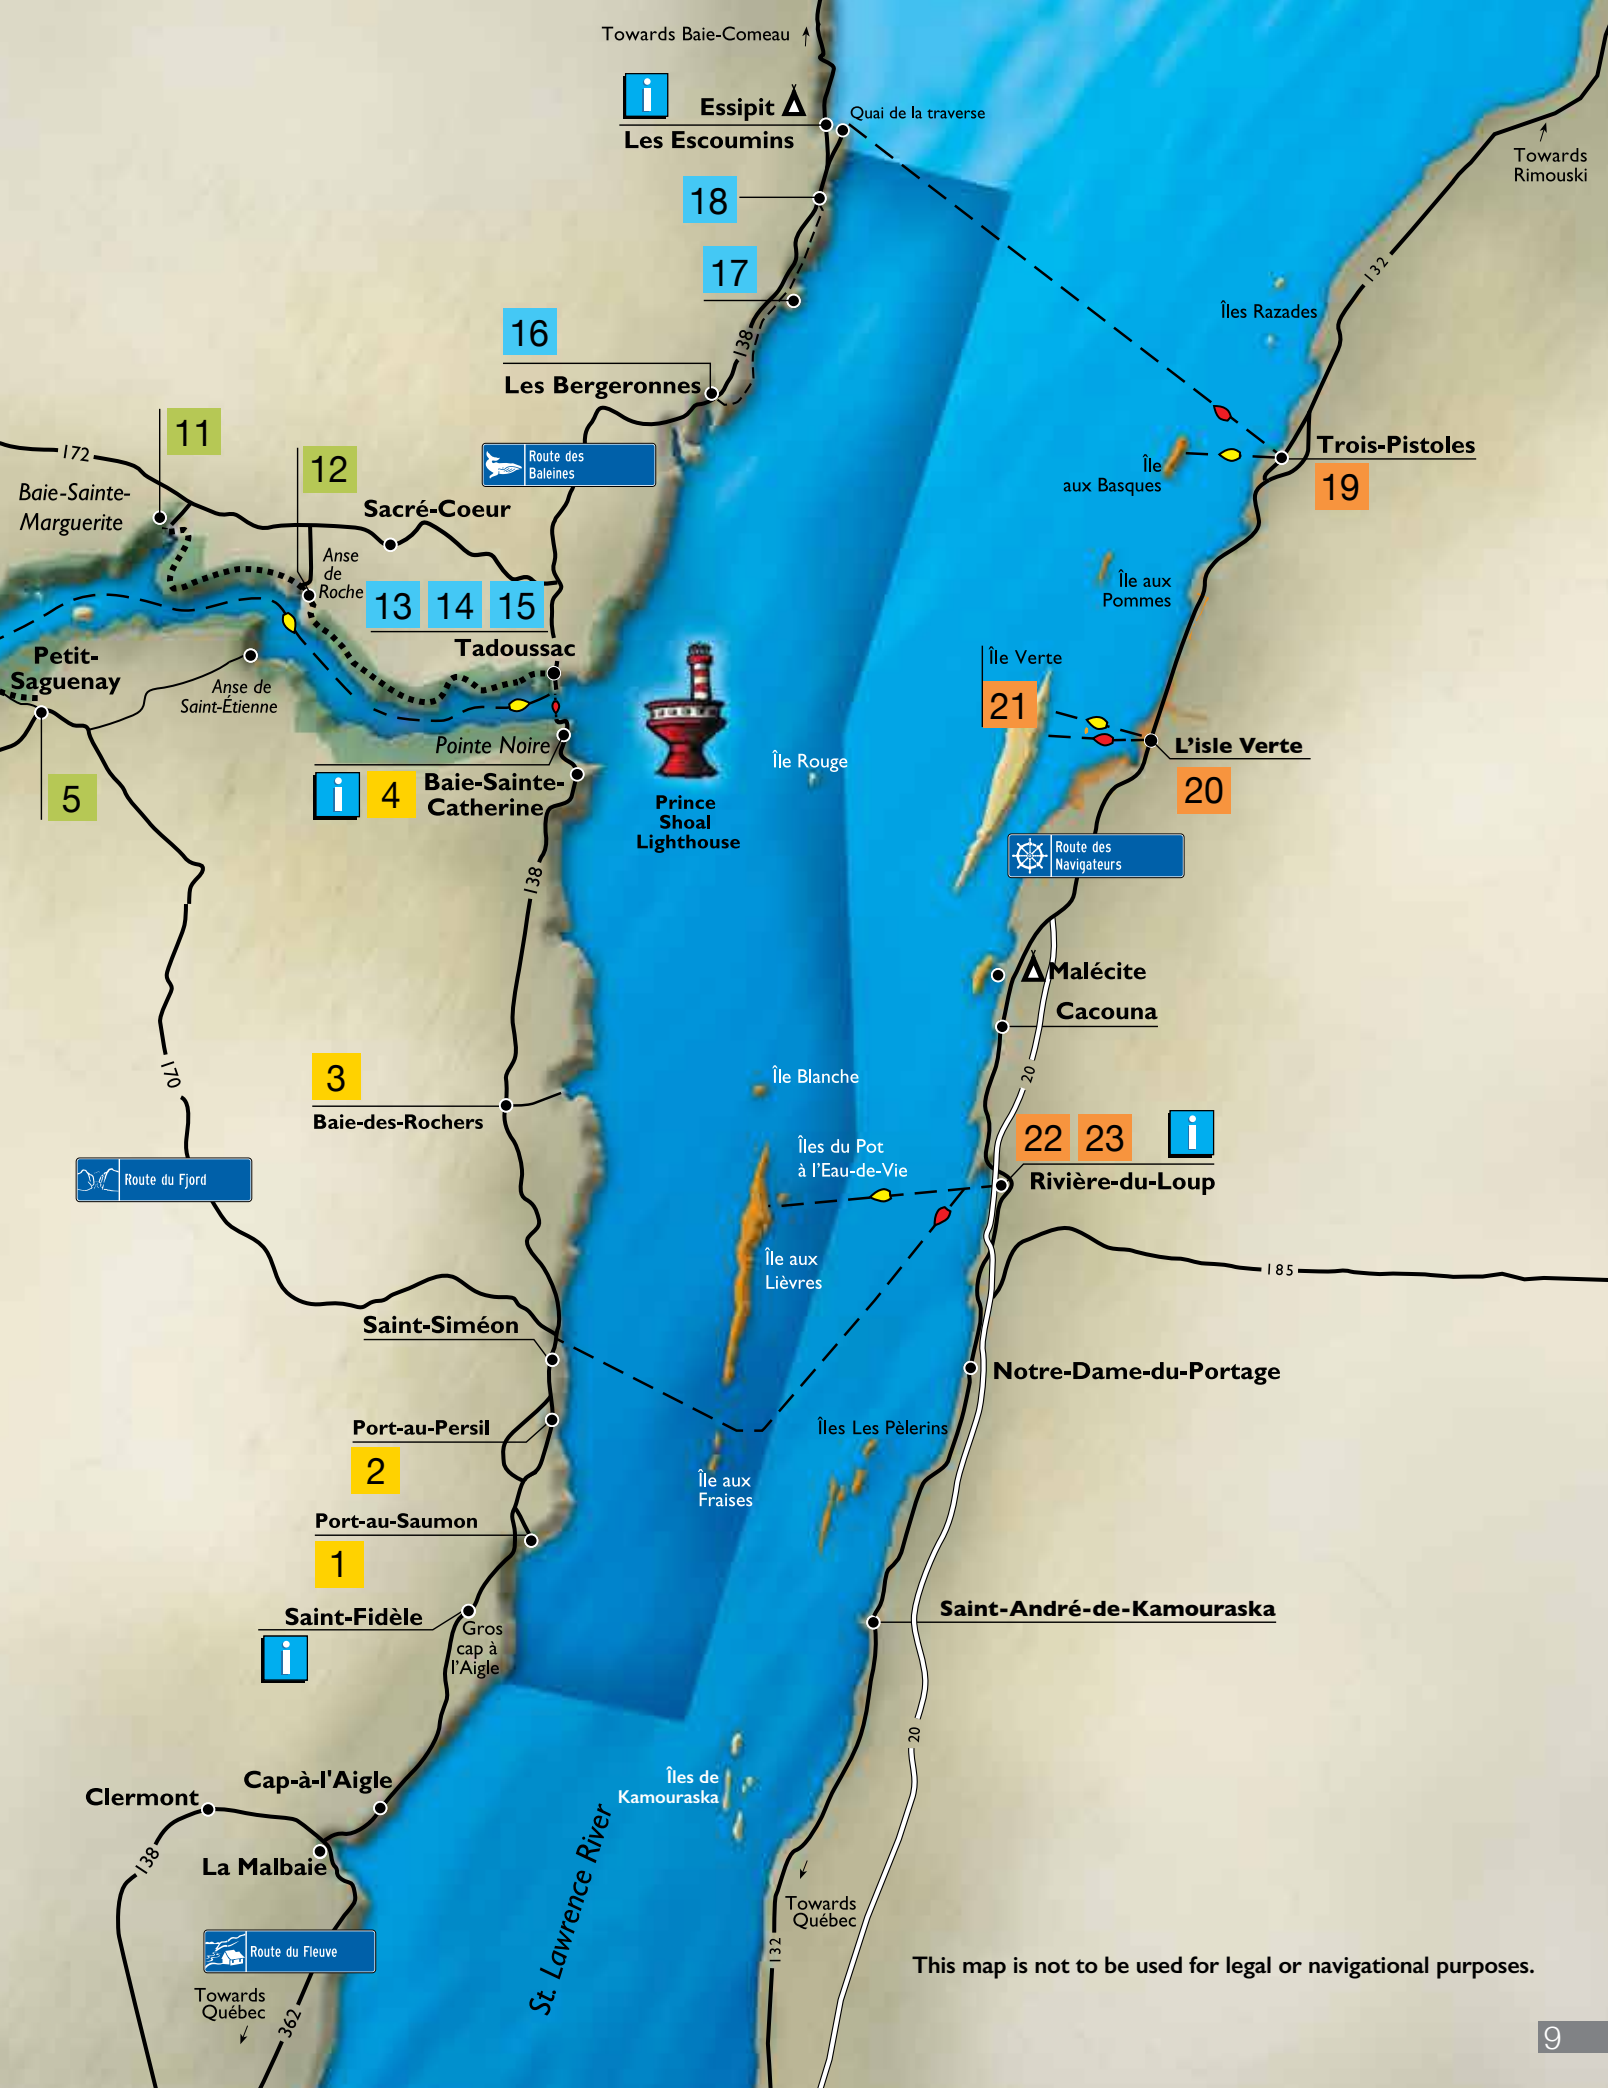 Towards Baie-Comeau
i
Essipit
Les Escoumins
Quai de la traverse
Towards
Rimouski
18
17
132
Îles Razades
16
138
Les Bergeronnes
11
172
12
Route des
Baleines
Trois-Pistoles
19
Île
aux Basques
Baie-Sainte-
Marguerite
Sacré-Coeur
Anse
de
Roche
13 14 15
Île aux
Pommes
Tadoussac
Petit-
Saguenay
Anse de
Saint-Étienne
Île Verte
21
Pointe Noire
L'isle Verte
20
Île Rouge
i
4
Baie-Sainte-
Catherine
5
Prince
Shoal
Lighthouse
Route des
Navigateurs
138
Malécite
Cacouna
20
170
3
Baie-des-Rochers
Île Blanche
22 23
i
Îles du Pot
à l'Eau-de-Vie
Rivière-du-Loup
Route du Fjord
Île aux
Lièvres
185
Saint-Siméon
Notre-Dame-du-Portage
Port-au-Persil
2
Îles Les Pèlerins
Île aux
Fraises
Port-au-Saumon
1
Saint-Fidèle
i
Gros
cap à
l'Aigle
Saint-André-de-Kamouraska
20
Îles de
Kamouraska
Cap-à-l'Aigle
Clermont
138
La Malbaie
St. Lawrence River
Towards
Québec
132
Route du Fleuve
Towards
Québec
362
This map is not to be used for legal or navigational purposes.
9